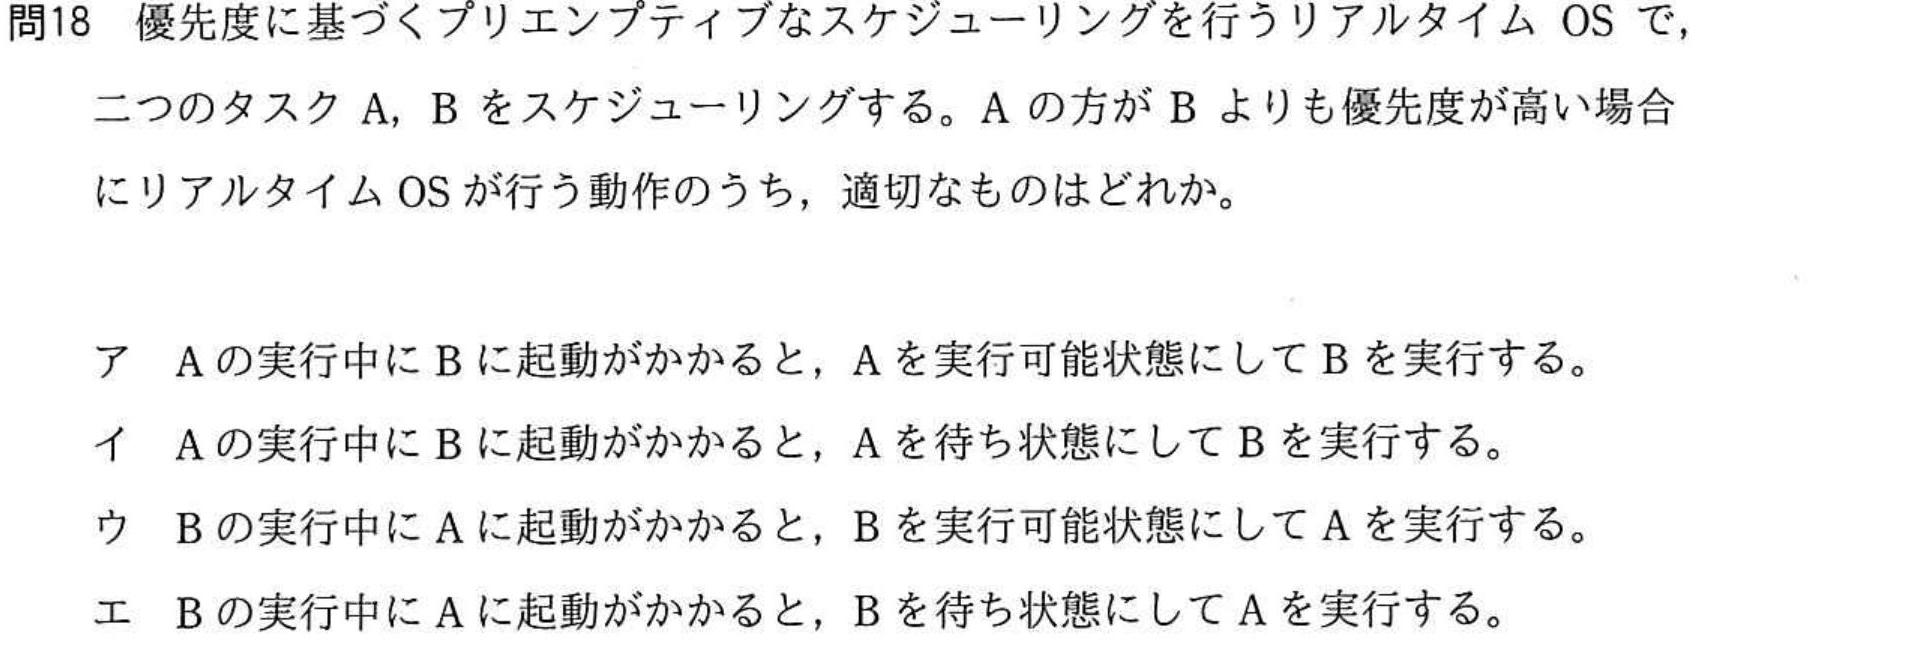 問18 優先度に基づくプリエンプティブなスケジューリングを行うリアルタイム OS で,
二つのタスク A, B をスケジューリングする。A の方が B よりも優先度が高い場合
にリアルタイム OS が行う動作のうち,適切なものはどれか。
ア A の実行中に B に起動がかかると,A を実行可能状態にして B を実行する。
イ A の実行中に B に起動がかかると,A を待ち状態にして B を実行する。
ウ B の実行中に A に起動がかかると,B を実行可能状態にして A を実行する。
エ B の実行中に A に起動がかかると,B を待ち状態にして A を実行する。